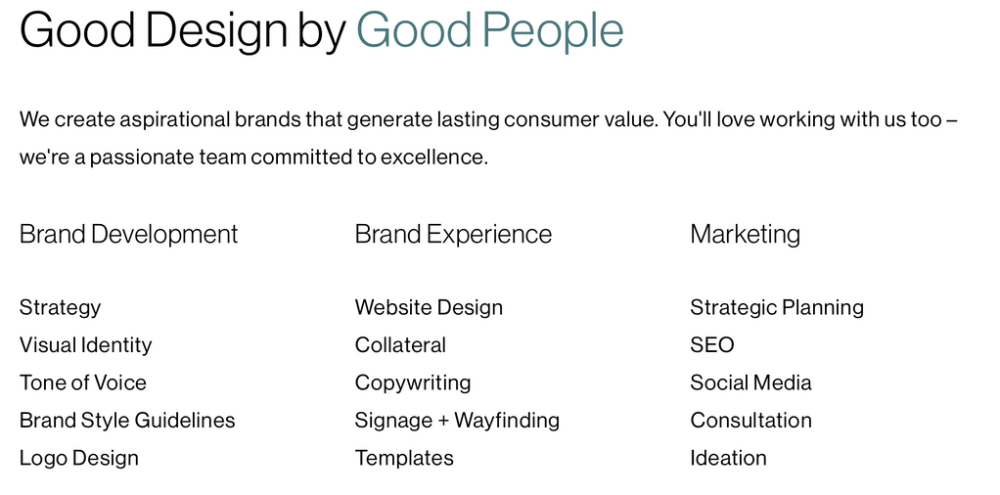 Good Design by Good People
We create aspirational brands that generate lasting consumer value. You'll love working with us too –
we're a passionate team committed to excellence.
Brand Development
Strategy
Visual Identity
Tone of Voice
Brand Style Guidelines
Logo Design
Brand Experience
Website Design
Collateral
Copywriting
Signage + Wayfinding
Templates
Marketing
Strategic Planning
SEO
Social Media
Consultation
Ideation